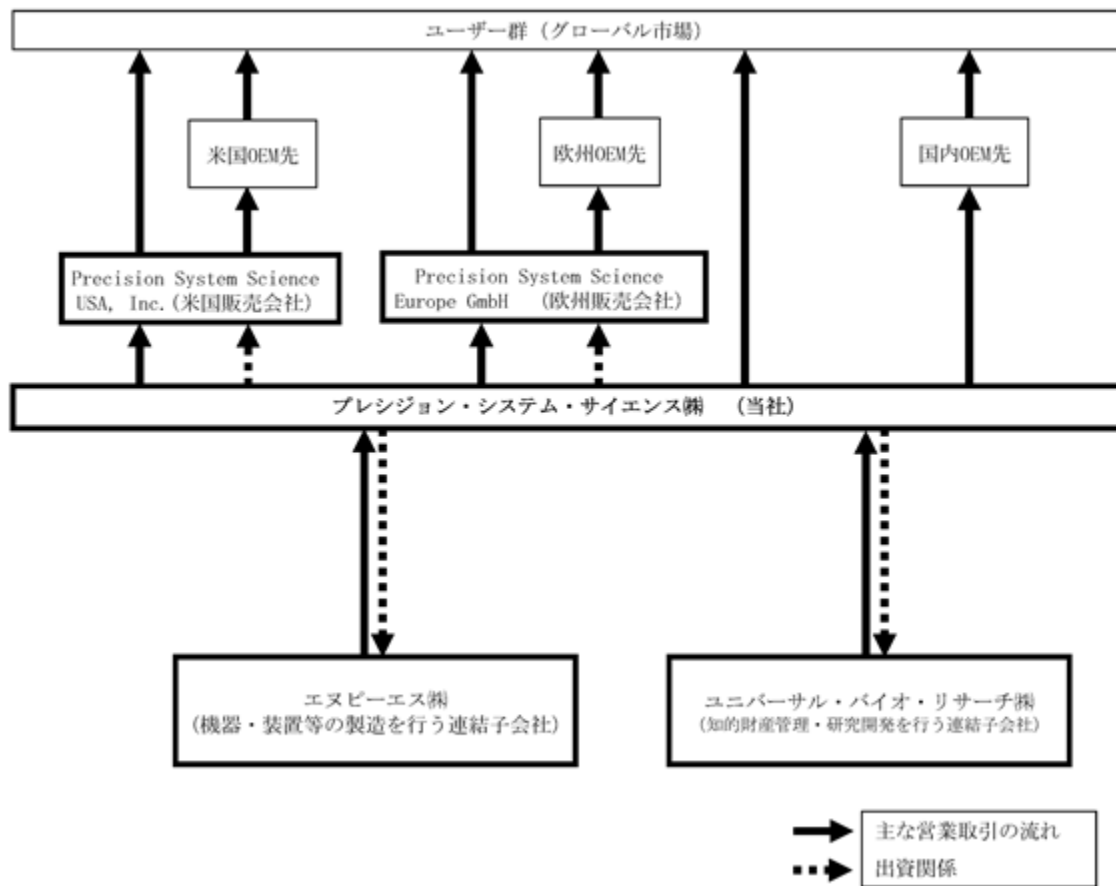 ユーザー群（グローバル市場）
米国OEM先
欧州OEM先
国内OEM先
Precision System Science
USA, Inc.(米国販売会社)
Precision System Science
Europe GmbH　(欧州販売会社)
プレシジョン・システム・サイエンス㈱　（当社）
エヌピーエス㈱
(機器・装置等の製造を行う連結子会社)
ユニバーサル・バイオ・リサーチ㈱
(知的財産管理・研究開発を行う連結子会社)
主な営業取引の流れ
出資関係